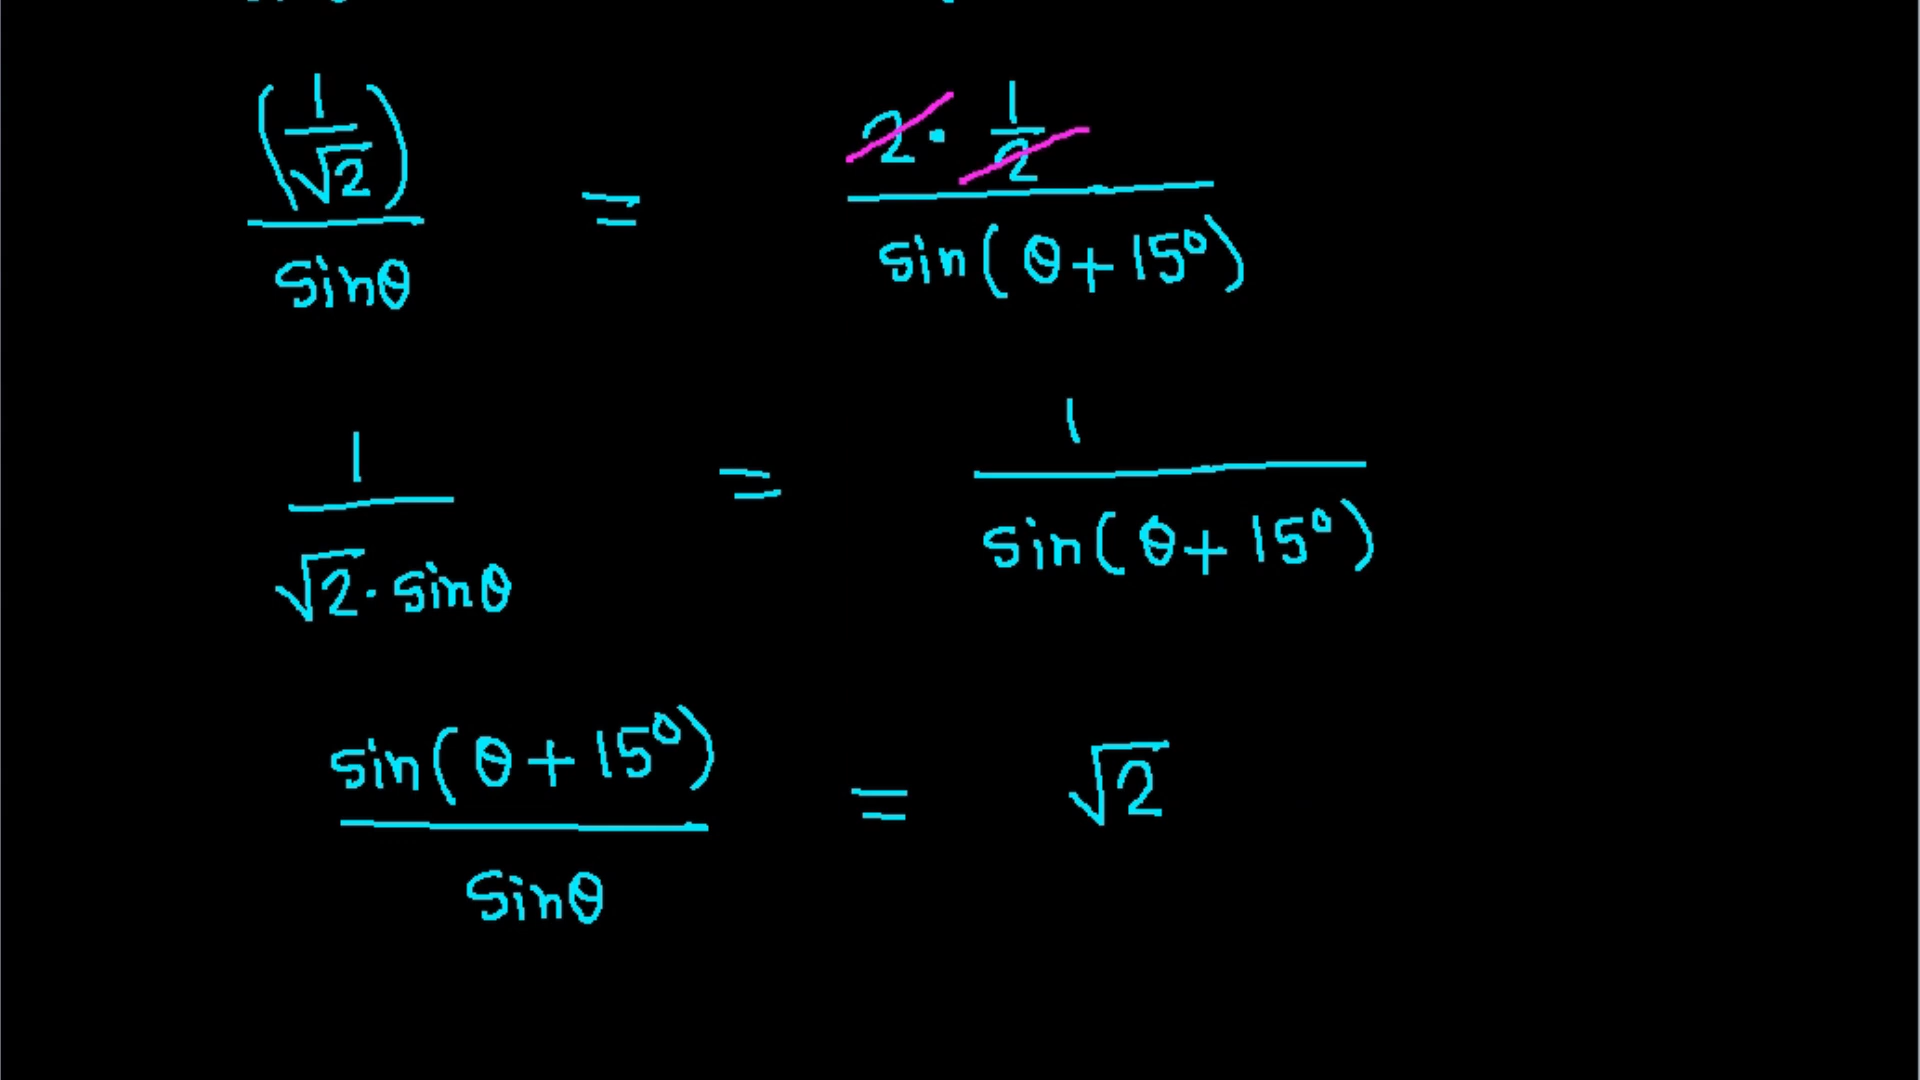 (1/√2)/sinθ = (2 · 1/2)/sin(θ + 15°)
1/(√2 · sinθ) = 1/sin(θ + 15°)
sin(θ + 15°)/sinθ = √2